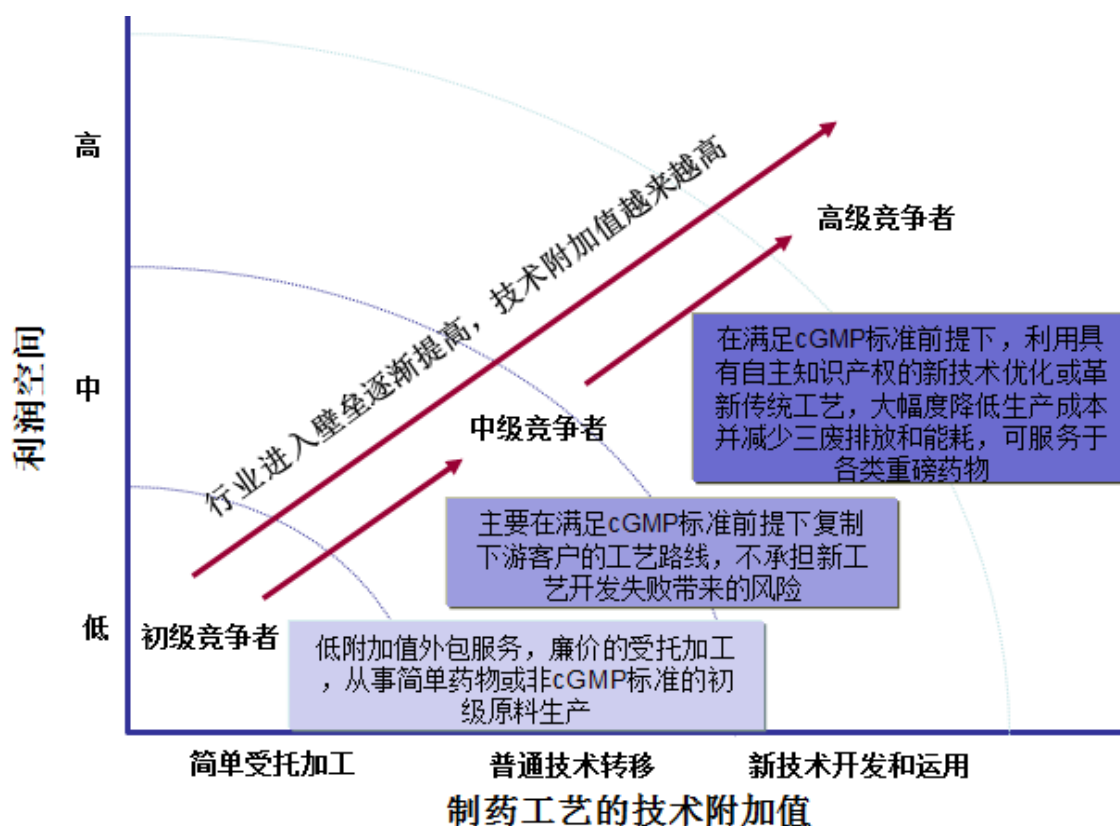 高
行业进入壁垒逐渐提高，技术附加值越来越高
高级竞争者
在满足cGMP标准前提下，利用具
有自主知识产权的新技术优化或革
新传统工艺，大幅度降低生产成本
并减少三废排放和能耗，可服务于
各类重磅药物
利润空间
中
中级竞争者
主要在满足cGMP标准前提下复制
下游客户的工艺路线，不承担新工
艺开发失败带来的风险
低
初级竞争者
低附加值外包服务，廉价的受托加工
，从事简单药物或非cGMP标准的初
级原料生产
简单受托加工
普通技术转移
新技术开发和运用
制药工艺的技术附加值